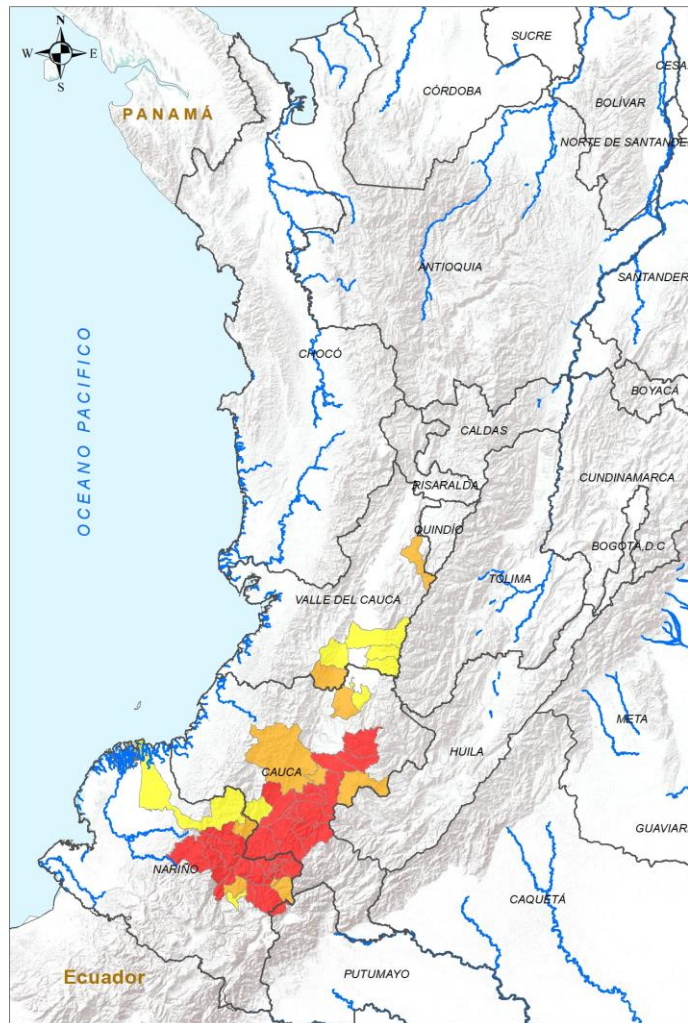 N
W E
S
SUCRE
CESA
CÓRDOBA
BOLÍVAR
PANAMÁ
NORTE DE SANTANDE
ANTIOQUIA
SANTANDER
OCEANO PACIFICO
CHOCÓ
BOYACÁ
CALDAS
CUNDINAMARCA
RISARALDA
QUINDÍO
BOGOTÁ, D.C
TOLIMA
VALLE DEL CAUCA
META
HUILA
CAUCA
GUAVIAR
NARIÑO
CAQUETÁ
Ecuador
PUTUMAYO